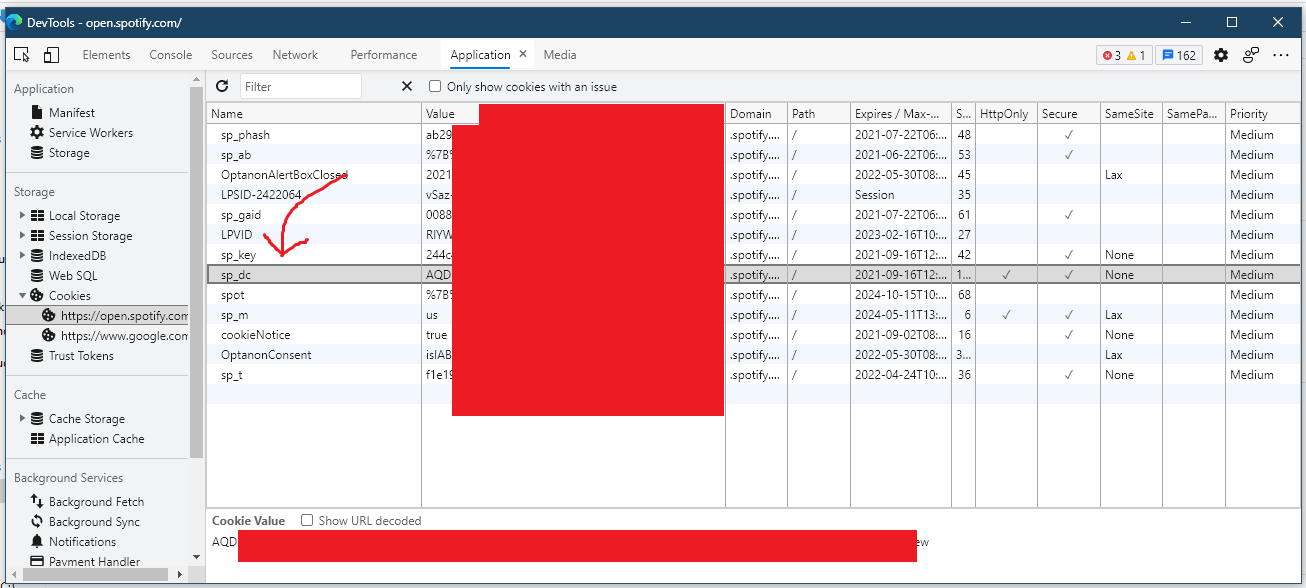 DevTools - open.spotify.com/
Elements Console Sources Network Performance Application Media 3 1 162
Application
Manifest
Service Workers
Storage
Storage
Local Storage
Session Storage
IndexedDB
Web SQL
Cookies
https://open.spotify.com
https://www.google.com
Trust Tokens
Cache
Cache Storage
Application Cache
Background Services
Background Fetch
Background Sync
Notifications
Payment Handler
Filter Only show cookies with an issue
Name Value Domain Path Expires / Max-... S... HttpOnly Secure SameSite SamePa... Priority
sp_phash ab29 .spotify.... / 2021-07-22T06:... 48 ✓ Medium
sp_ab %7B% .spotify.... / 2021-06-22T06:... 53 ✓ Medium
OptanonAlertBoxClosed 2021 .spotify.... / 2022-05-30T08:... 45 Lax Medium
LPSID-2422064 vSaz- .spotify.... / Session 35 Medium
sp_gaid 0088 .spotify.... / 2021-07-22T06:... 61 ✓ Medium
LPVID RIYW .spotify.... / 2023-02-16T10:... 27 Medium
sp_key 244c .spotify.... / 2021-09-16T12:... 42 ✓ None Medium
sp_dc AQD .spotify.... / 2021-09-16T12:... 1... ✓ ✓ None Medium
spot %7B% .spotify.... / 2024-10-15T10:... 68 Medium
sp_m us .spotify.... / 2024-05-11T13:... 6 ✓ ✓ Lax Medium
cookieNotice true .spotify.... / 2021-09-02T08:... 16 ✓ None Medium
OptanonConsent isIAB .spotify.... / 2022-05-30T08:... 3... Lax Medium
sp_t f1e19 .spotify.... / 2022-04-24T10:... 36 ✓ None Medium
Cookie Value Show URL decoded
AQD ew